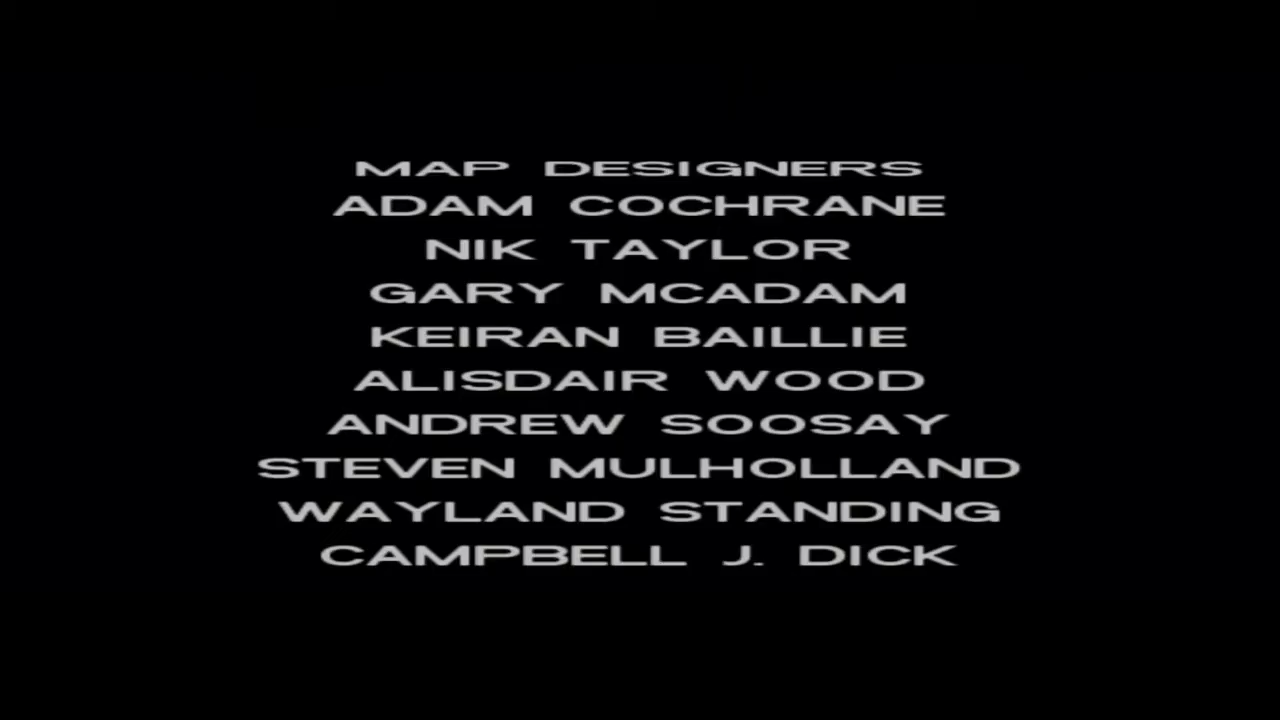 MAP DESIGNERS
ADAM COCHRANE
NIK TAYLOR
GARY MCADAM
KEIRAN BAILLIE
ALISDAIR WOOD
ANDREW SOOSAY
STEVEN MULHOLLAND
WAYLAND STANDING
CAMPBELL J. DICK